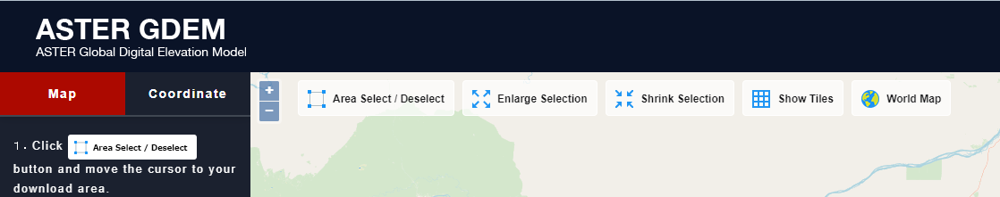 ASTER GDEM
ASTER Global Digital Elevation Model
Map Coordinate
+
−
Area Select / Deselect Enlarge Selection Shrink Selection Show Tiles World Map
1. Click Area Select / Deselect
button and move the cursor to your
download area.